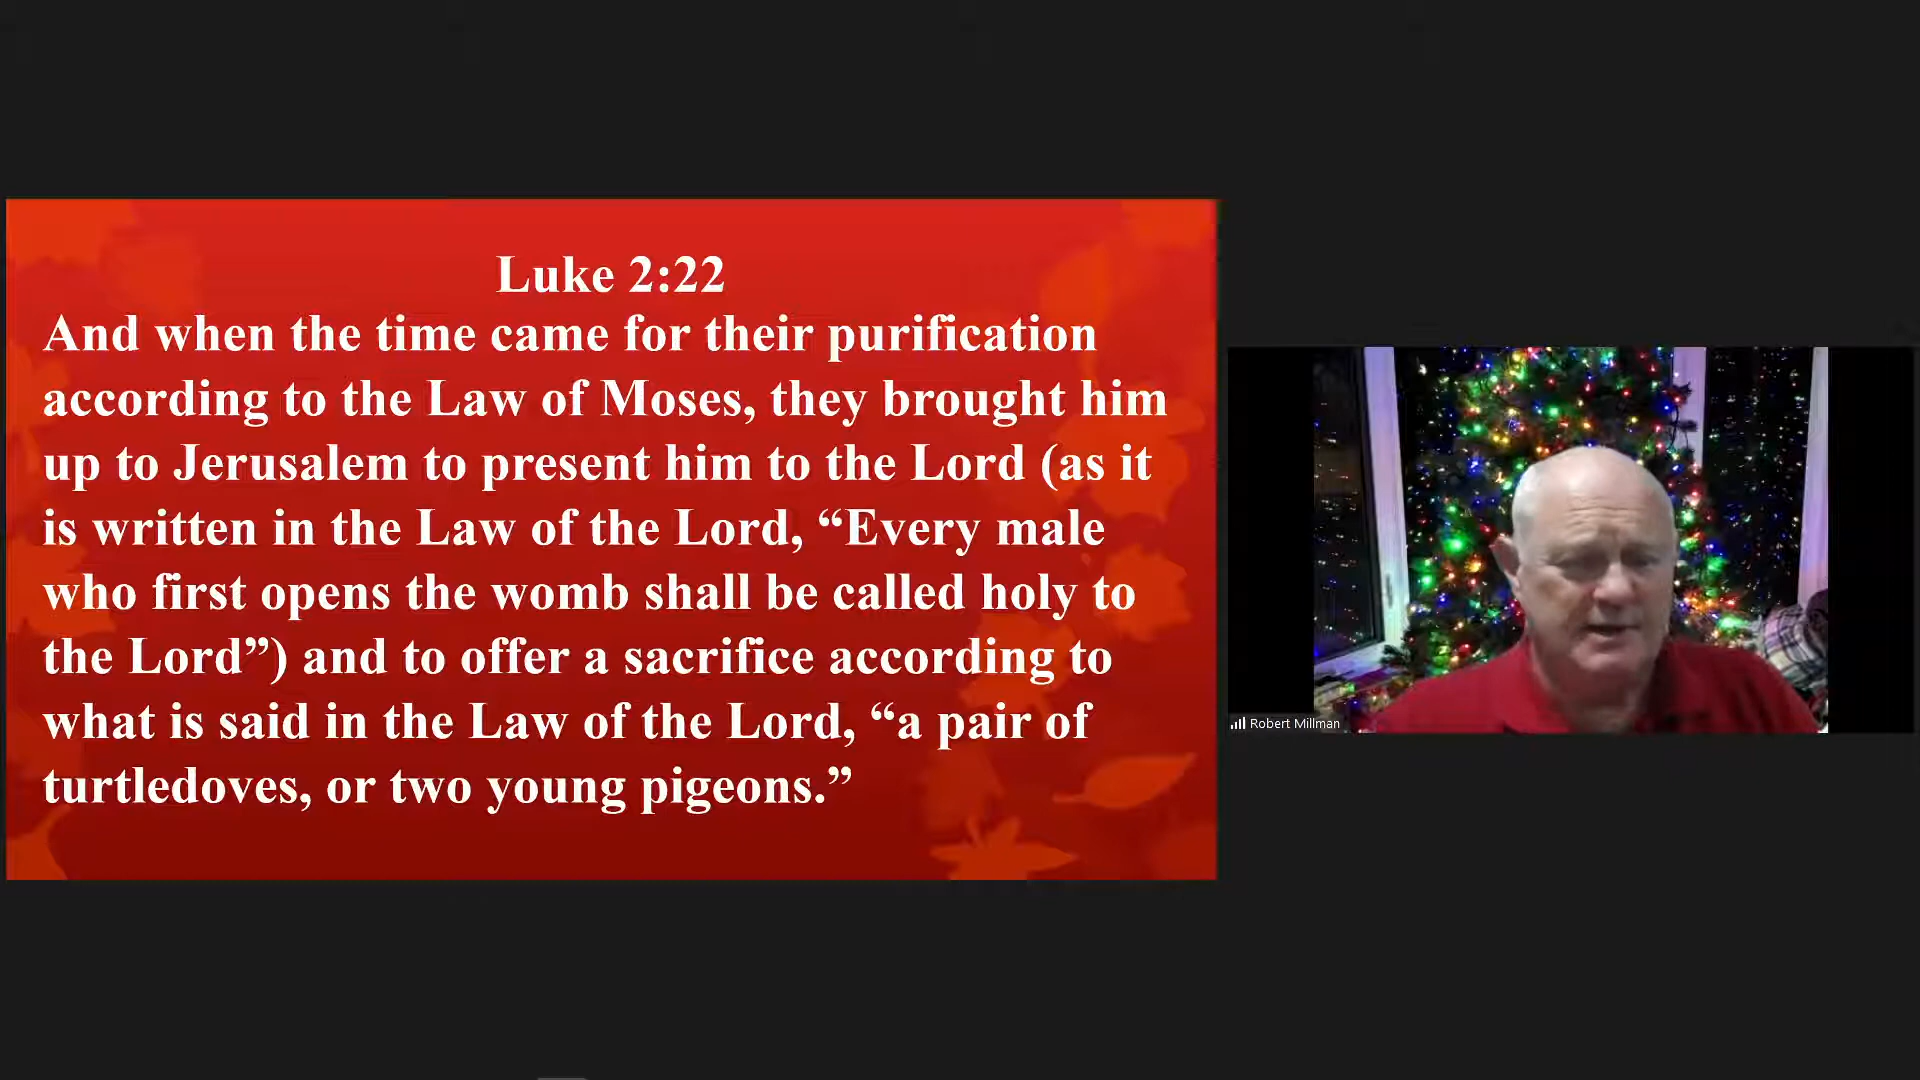 Luke 2:22
And when the time came for their purification
according to the Law of Moses, they brought him
up to Jerusalem to present him to the Lord (as it
is written in the Law of the Lord, “Every male
who first opens the womb shall be called holy to
the Lord”) and to offer a sacrifice according to
what is said in the Law of the Lord, “a pair of
turtledoves, or two young pigeons.”
Robert Millman